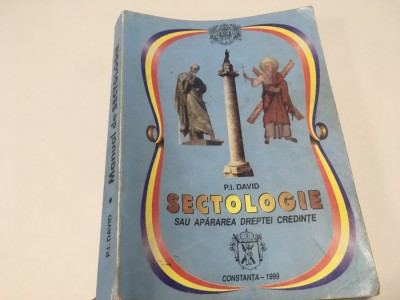 P.I. DAVID
SECTOLOGIE
SAU APĂRAREA DREPTEI CREDINȚE
CONSTANȚA - 1999
P.I. DAVID ● Manual de SECTOLOGIE